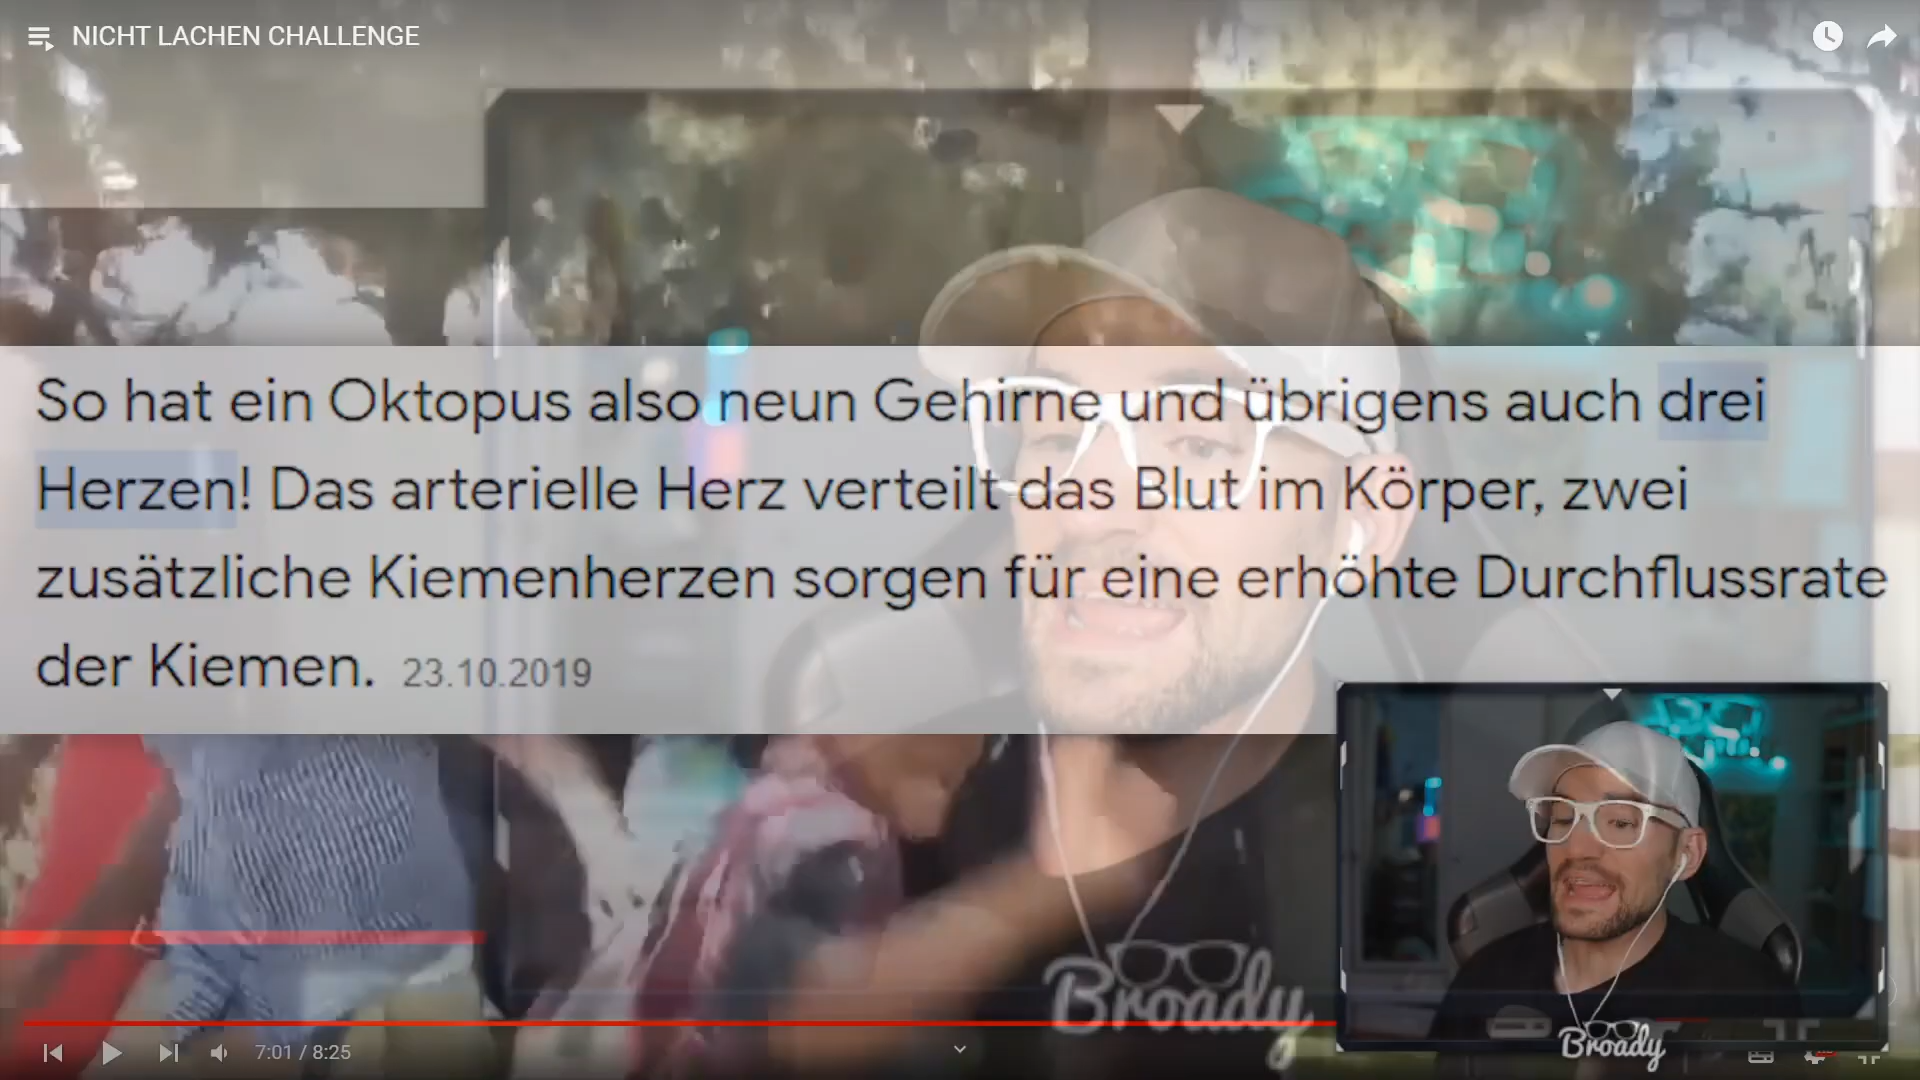 NICHT LACHEN CHALLENGE
So hat ein Oktopus also neun Gehirne und übrigens auch drei
Herzen! Das arterielle Herz verteilt das Blut im Körper, zwei
zusätzliche Kiemenherzen sorgen für eine erhöhte Durchflussrate
der Kiemen. 23.10.2019
Broady
Broady
7:01 / 8:25